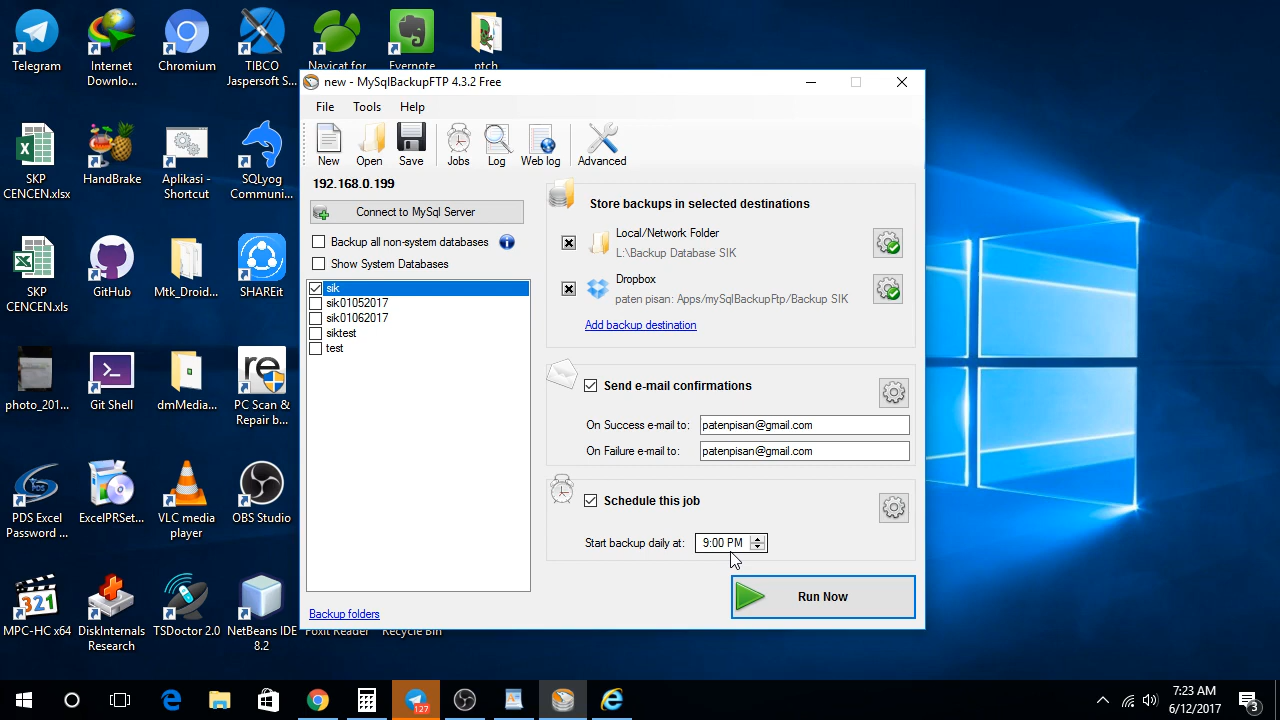 Telegram
Internet
Downlo...
Chromium
TIBCO
Jaspersoft S...
Navicat for
Evernote
ptch
SKP
CENCEN.xlsx
HandBrake
Aplikasi -
Shortcut
SQLyog
Communi...
SKP
CENCEN.xls
GitHub
Mtk_Droid...
SHAREit
photo_201...
Git Shell
dmMedia...
re
PC Scan &
Repair b...
PDS
PDS Excel
Password ...
ExcelPRSet...
VLC media
player
OBS Studio
321
MPC-HC x64
DiskInternals
Research
TSDoctor 2.0
NetBeans IDE
8.2
Foxit Reader
Recycle Bin
new - MySqlBackupFTP 4.3.2 Free
File Tools Help
New Open Save Jobs Log Web log Advanced
192.168.0.199
Connect to MySql Server
Backup all non-system databases
Show System Databases
sik
sik01052017
sik01062017
siktest
test
Backup folders
Store backups in selected destinations
Local/Network Folder
L:\Backup Database SIK
Dropbox
paten pisan: Apps/mySqlBackupFtp/Backup SIK
Add backup destination
Send e-mail confirmations
On Success e-mail to: patenpisan@gmail.com
On Failure e-mail to: patenpisan@gmail.com
Schedule this job
Start backup daily at: 9:00 PM
Run Now
127
7:23 AM
6/12/2017
3